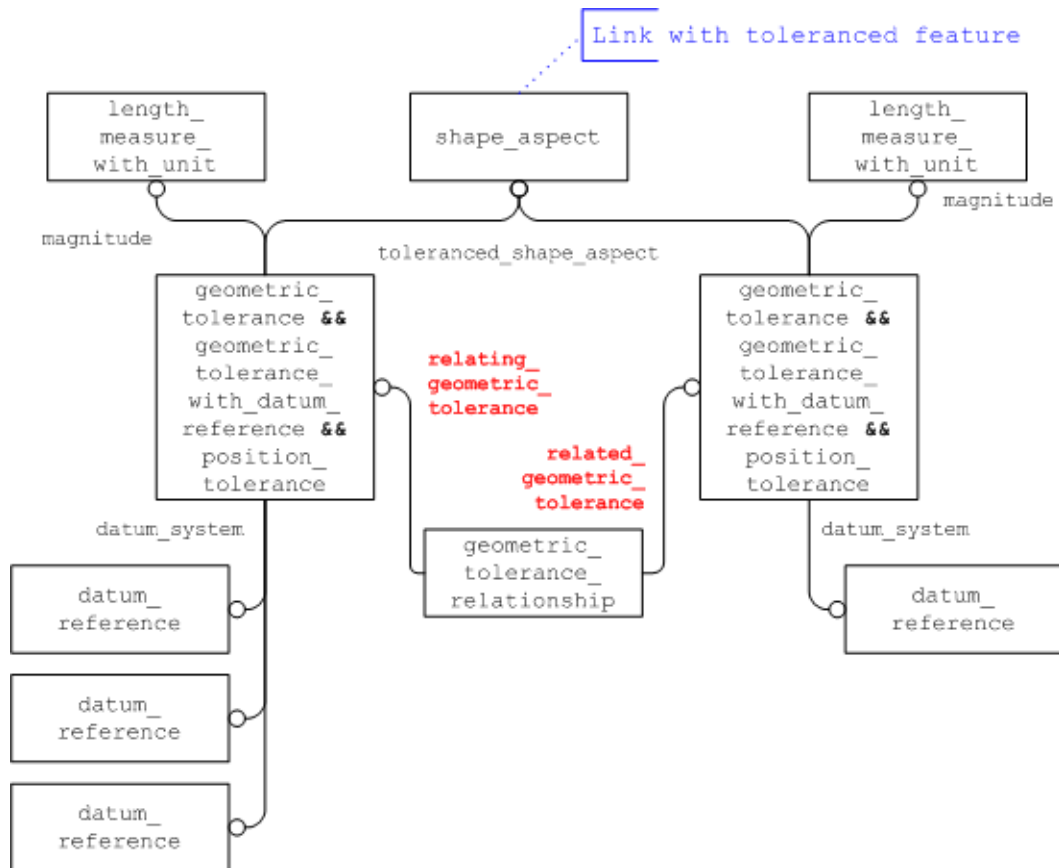 Link with toleranced feature
length_
measure_
with_unit
shape_aspect
length_
measure_
with_unit
magnitude
magnitude
toleranced_shape_aspect
geometric_
tolerance &&
geometric_
tolerance_
with_datum_
reference &&
position_
tolerance
relating_
geometric_
tolerance
related_
geometric_
tolerance
geometric_
tolerance &&
geometric_
tolerance_
with_datum_
reference &&
position_
tolerance
datum_system
geometric_
tolerance_
relationship
datum_system
datum_
reference
datum_
reference
datum_
reference
datum_
reference